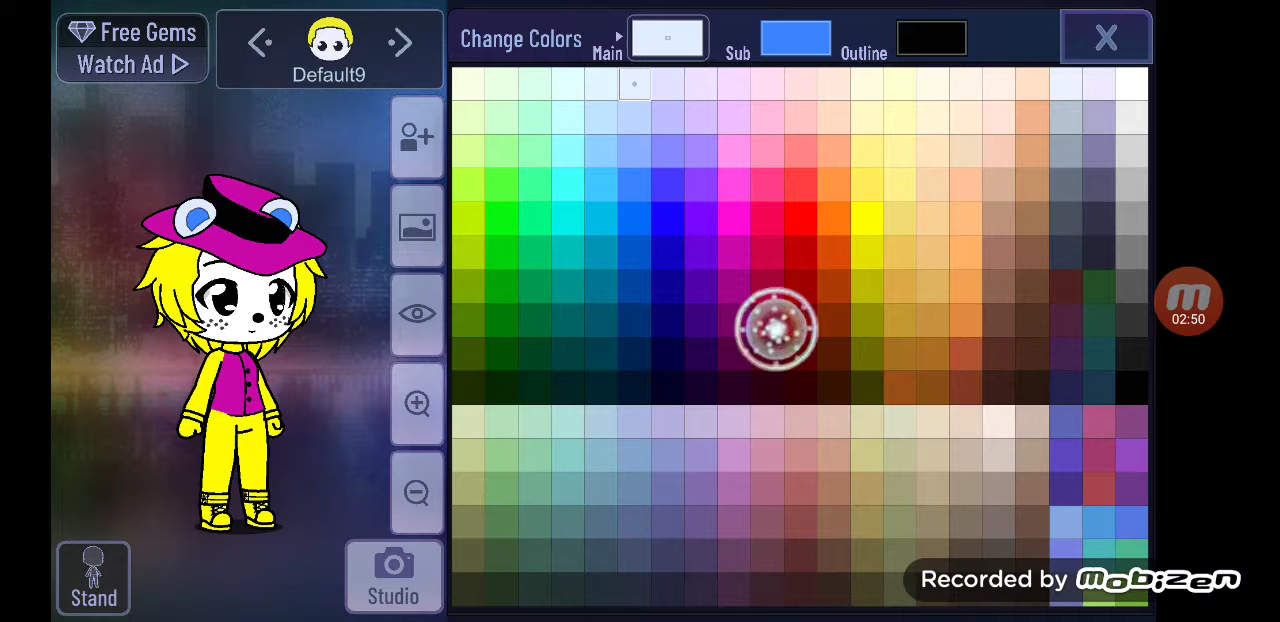 Free Gems
Watch Ad
Default9
Change Colors
Main
Sub
Outline
X
02:50
Stand
Studio
Recorded by Mobizen